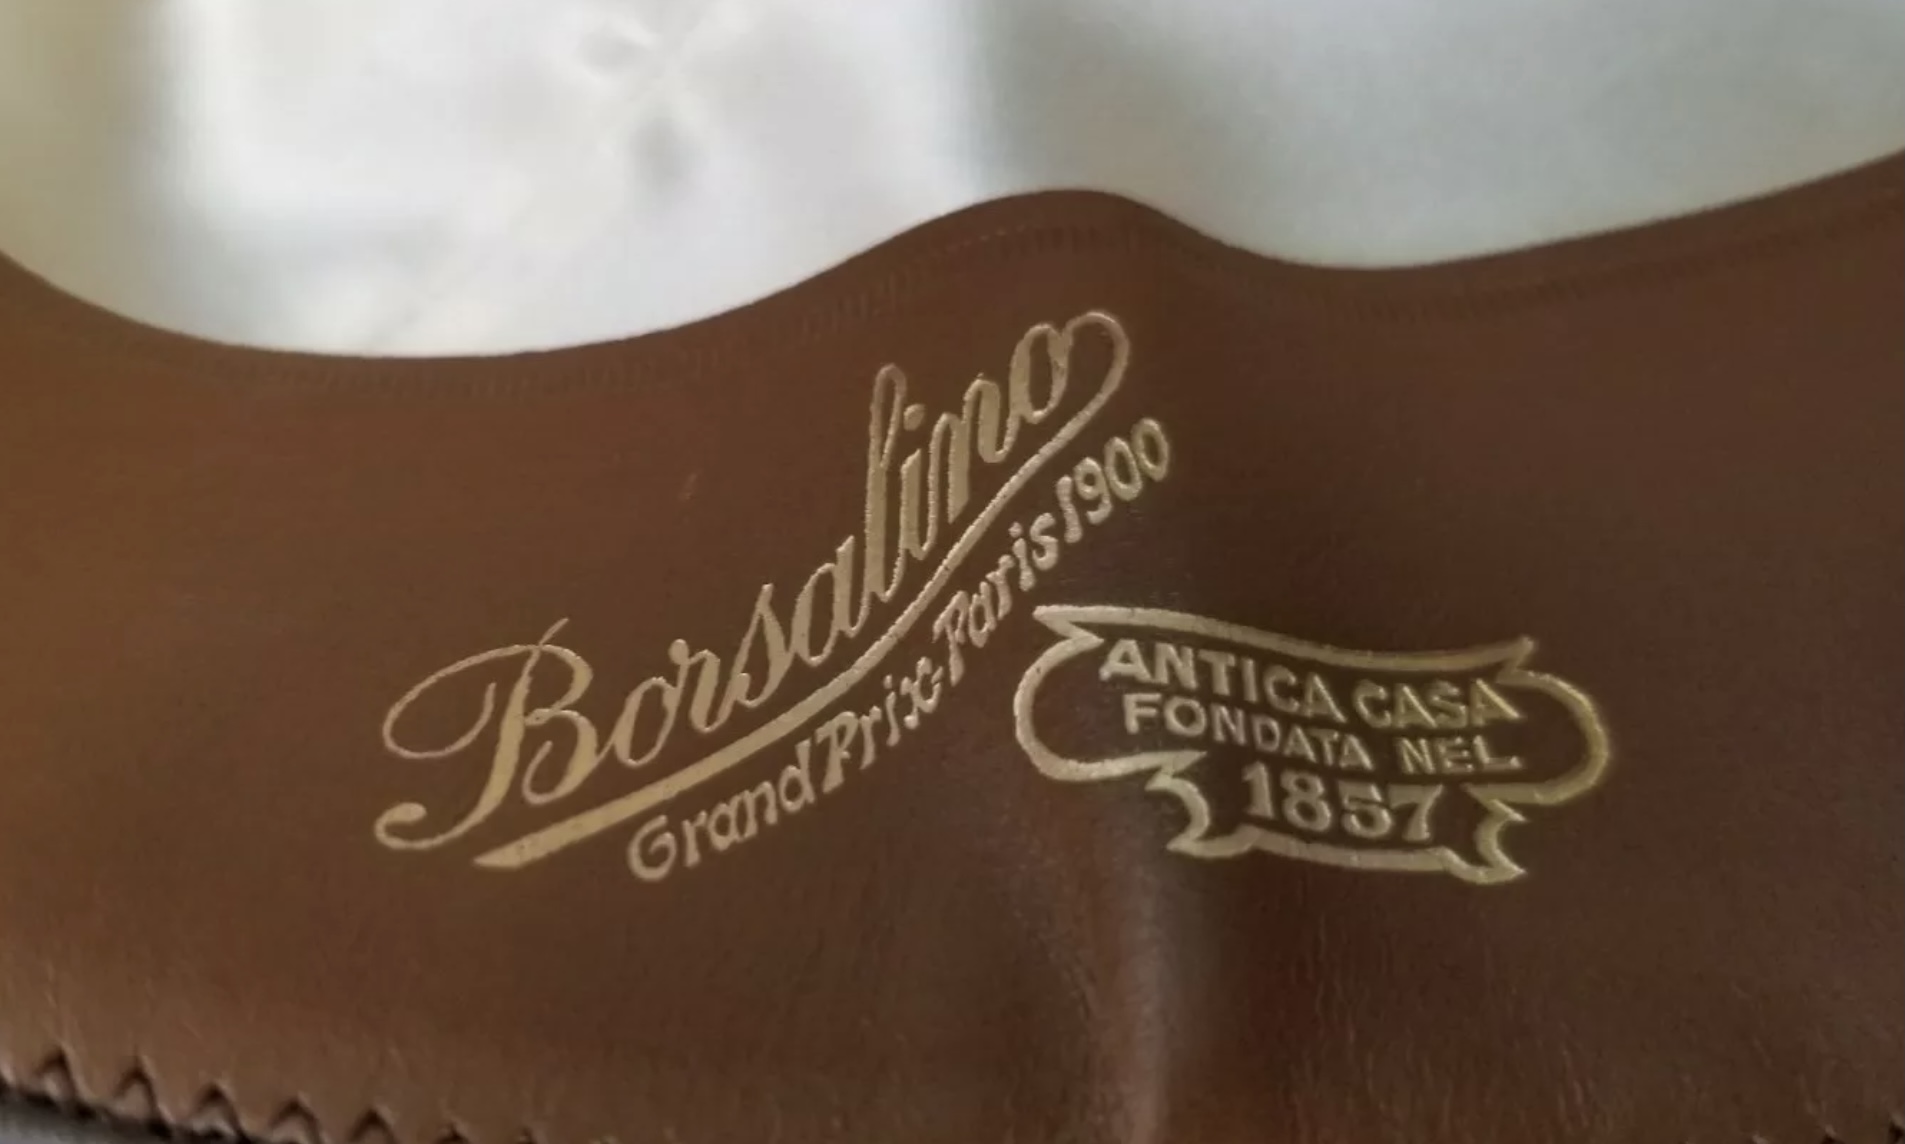 Borsalino
Grand Prix-Paris 1900
ANTICA CASA
FONDATA NEL
1857